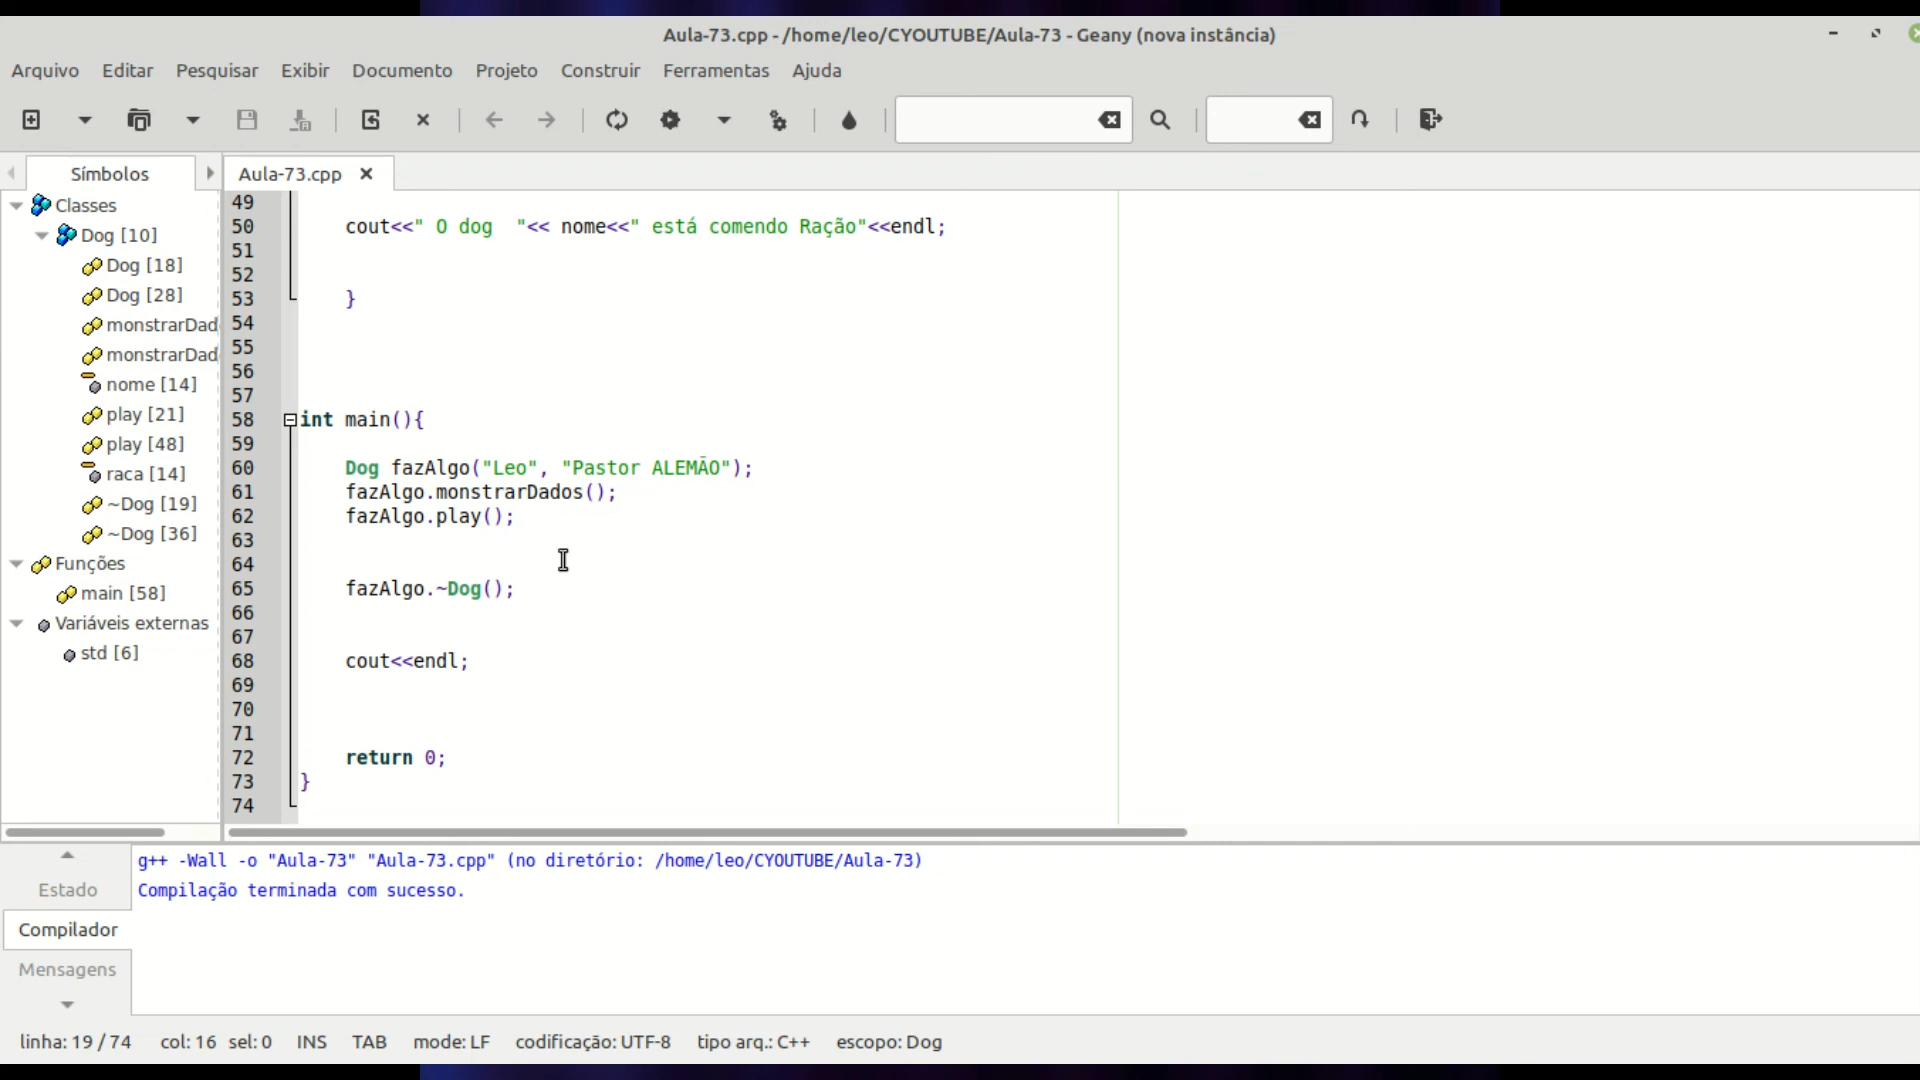 Aula-73.cpp - /home/leo/CYOUTUBE/Aula-73 - Geany (nova instância)
Arquivo Editar Pesquisar Exibir Documento Projeto Construir Ferramentas Ajuda
Símbolos
Aula-73.cpp
Classes
Dog [10]
Dog [18]
Dog [28]
monstrarDad
monstrarDad
nome [14]
play [21]
play [48]
raca [14]
~Dog [19]
~Dog [36]
Funções
main [58]
Variáveis externas
std [6]
49
50 cout<<" O dog  "<< nome<<" está comendo Ração"<<endl;
51
52
53 }
54
55
56
57
58 int main(){
59
60 Dog fazAlgo("Leo", "Pastor ALEMÃO");
61 fazAlgo.monstrarDados();
62 fazAlgo.play();
63
64
65 fazAlgo.~Dog();
66
67
68 cout<<endl;
69
70
71
72 return 0;
73 }
74
Estado
Compilador
Mensagens
g++ -Wall -o "Aula-73" "Aula-73.cpp" (no diretório: /home/leo/CYOUTUBE/Aula-73)
Compilação terminada com sucesso.
linha: 19 / 74 col: 16 sel: 0 INS TAB mode: LF codificação: UTF-8 tipo arq.: C++ escopo: Dog